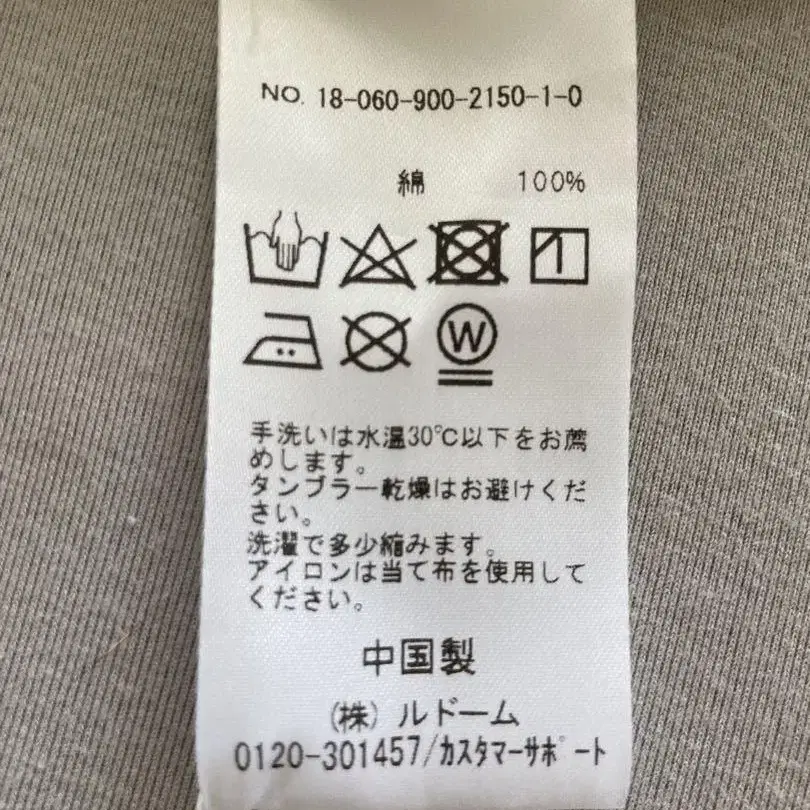 NO. 18-060-900-2150-1-0
綿 100%
W
手洗いは水温30℃以下をお薦
めします。
タンブラー乾燥はお避けくだ
さい。
洗濯で多少縮みます。
アイロンは当て布を使用して
ください。
中国製
(株) ルドーム
0120-301457/カスタマーサポート